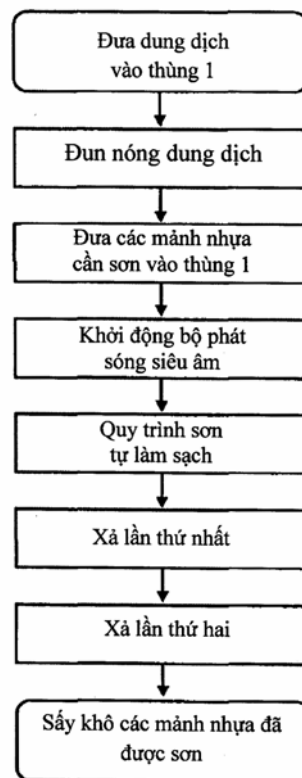 Đưa dung dịch
vào thùng 1
Đun nóng dung dịch
Đưa các mảnh nhựa
cần sơn vào thùng 1
Khởi động bộ phát
sóng siêu âm
Quy trình sơn
tự làm sạch
Xả lần thứ nhất
Xả lần thứ hai
Sấy khô các mảnh nhựa đã
được sơn